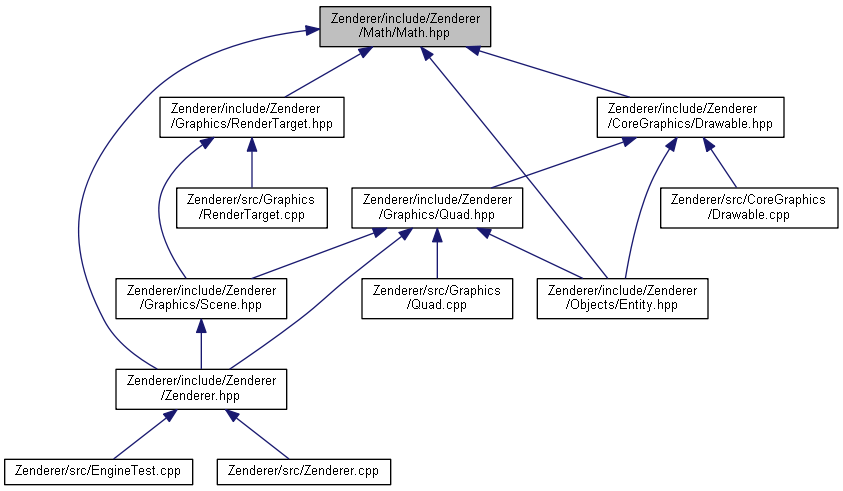 Zenderer/include/Zenderer
/Math/Math.hpp
Zenderer/include/Zenderer
/Graphics/RenderTarget.hpp
Zenderer/include/Zenderer
/CoreGraphics/Drawable.hpp
Zenderer/src/Graphics
/RenderTarget.cpp
Zenderer/include/Zenderer
/Graphics/Quad.hpp
Zenderer/src/CoreGraphics
/Drawable.cpp
Zenderer/include/Zenderer
/Graphics/Scene.hpp
Zenderer/src/Graphics
/Quad.cpp
Zenderer/include/Zenderer
/Objects/Entity.hpp
Zenderer/include/Zenderer
/Zenderer.hpp
Zenderer/src/EngineTest.cpp
Zenderer/src/Zenderer.cpp